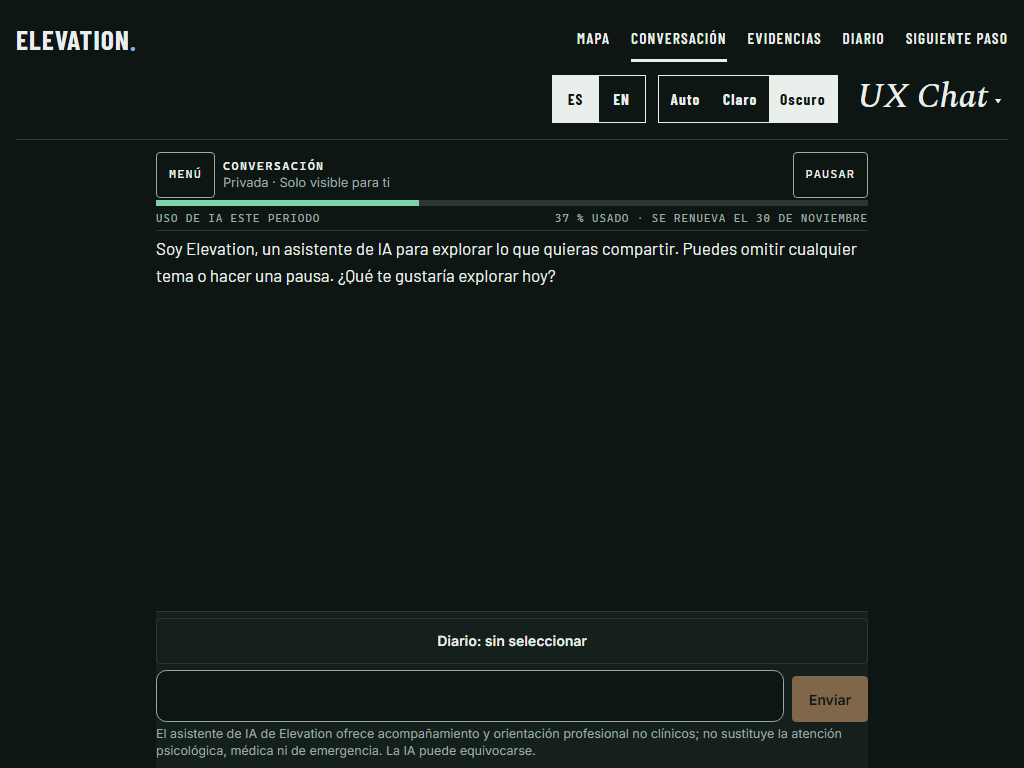 ELEVATION.
MAPA CONVERSACIÓN EVIDENCIAS DIARIO SIGUIENTE PASO
ES EN Auto Claro Oscuro UX Chat
MENÚ
CONVERSACIÓN
Privada · Solo visible para ti
PAUSAR
USO DE IA ESTE PERIODO 37 % USADO · SE RENUEVA EL 30 DE NOVIEMBRE
Soy Elevation, un asistente de IA para explorar lo que quieras compartir. Puedes omitir cualquier
tema o hacer una pausa. ¿Qué te gustaría explorar hoy?
Diario: sin seleccionar
Enviar
El asistente de IA de Elevation ofrece acompañamiento y orientación profesional no clínicos; no sustituye la atención
psicológica, médica ni de emergencia. La IA puede equivocarse.